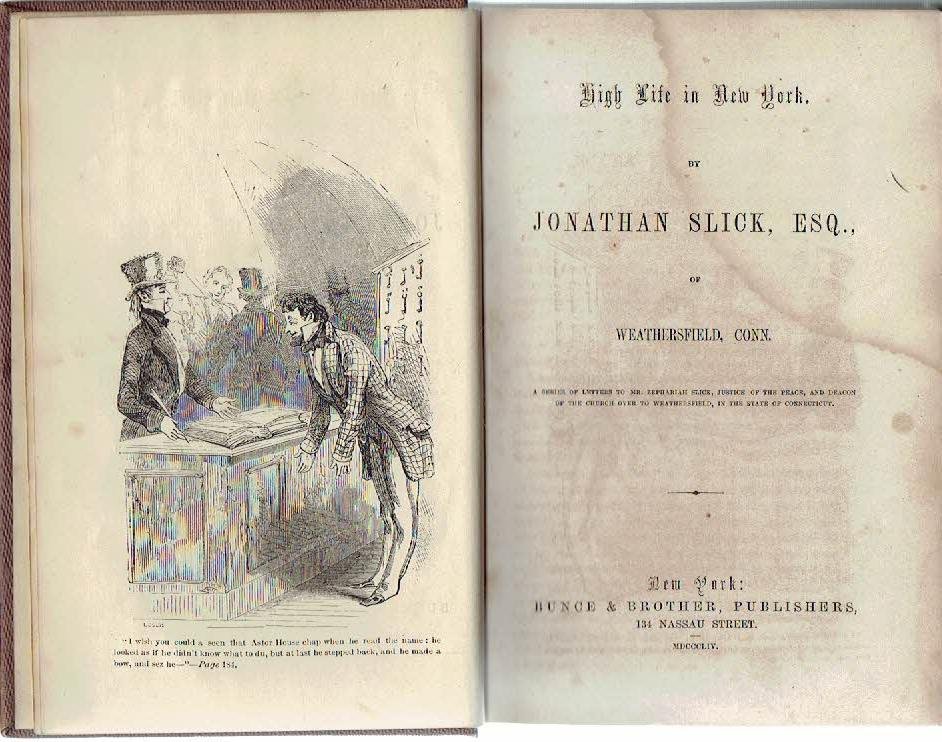 "I wish you could a seen that Astor House chap when he read the name: he
looked as if he didn't know what to du, but at last he stepped back, and he made a
bow, and sez he—"—Page 184.
High Life in New York.
BY
JONATHAN SLICK, ESQ.,
OF
WEATHERSFIELD, CONN.
A SERIES OF LETTERS TO MR. ZEPHARIAH SLICK, JUSTICE OF THE PEACE, AND DEACON
OF THE CHURCH OVER TO WEATHERSFIELD, IN THE STATE OF CONNECTICUT.
New York:
BUNCE & BROTHER, PUBLISHERS,
134 NASSAU STREET.
MDCCCLIV.